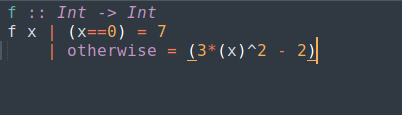 f :: Int -> Int
f x | (x==0) = 7
    | otherwise = (3*(x)^2 - 2)